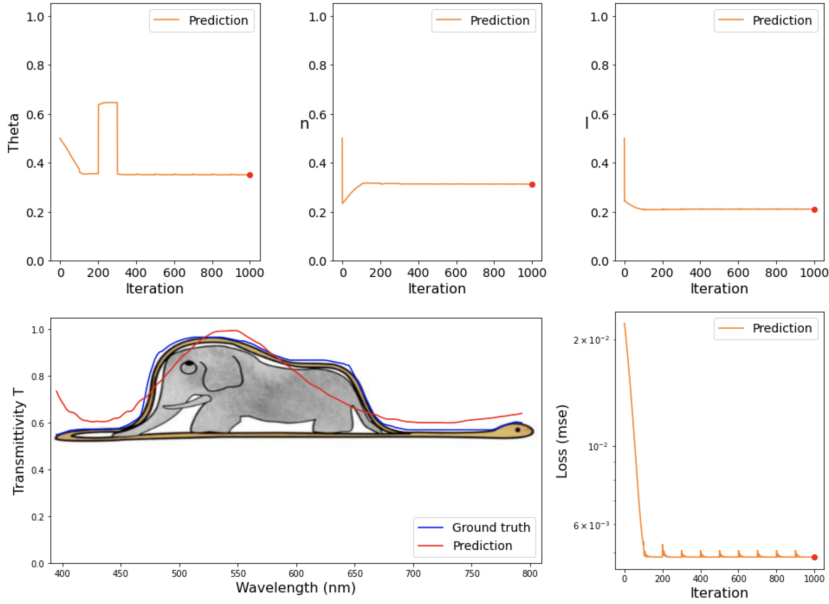 Prediction
Theta
1.0
0.8
0.6
0.4
0.2
0.0
0 200 400 600 800 1000
Iteration
Prediction
n
1.0
0.8
0.6
0.4
0.2
0.0
0 200 400 600 800 1000
Iteration
Prediction
l
1.0
0.8
0.6
0.4
0.2
0.0
0 200 400 600 800 1000
Iteration
Transmittivity T
1.0
0.8
0.6
0.4
0.2
0.0
Ground truth
Prediction
400 450 500 550 600 650 700 750 800
Wavelength (nm)
Prediction
Loss (mse)
2 × 10⁻²
10⁻²
6 × 10⁻³
0 200 400 600 800 1000
Iteration